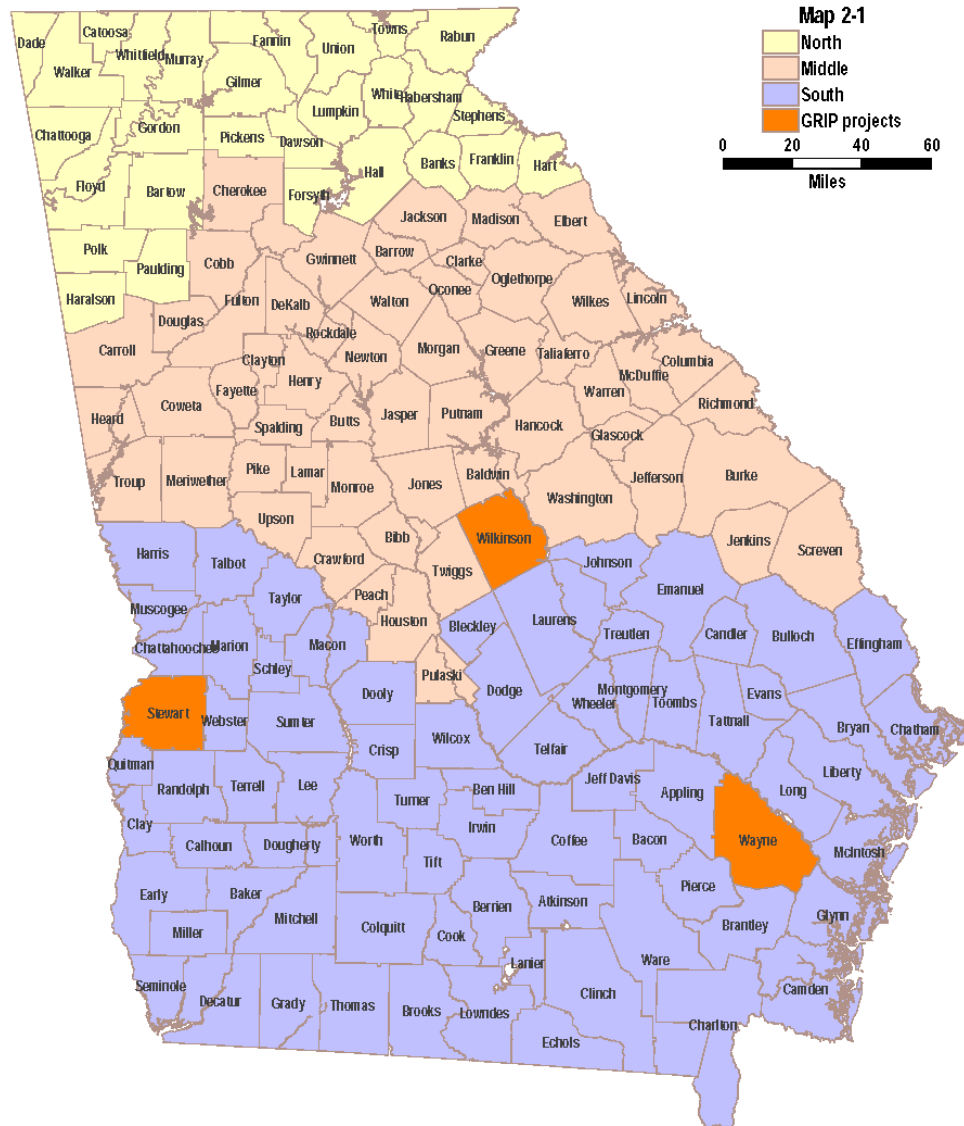 Map 2-1
North
Middle
South
GRIP projects
0 20 40 60
Miles
Dade
Catoosa
Whitfield
Walker
Murray
Fannin
Union
Towns
Rabun
Gilmer
Chattooga
Gordon
Pickens
Lumpkin
White
Habersham
Stephens
Dawson
Floyd
Bartow
Cherokee
Forsyth
Hall
Banks
Franklin
Hart
Polk
Paulding
Haralson
Cobb
Gwinnett
Jackson
Madison
Elbert
Barrow
Clarke
Oglethorpe
Oconee
Fulton
DeKalb
Walton
Wilkes
Lincoln
Douglas
Rockdale
Carroll
Clayton
Newton
Morgan
Greene
Taliaferro
Columbia
McDuffie
Fayette
Henry
Warren
Richmond
Heard
Coweta
Spalding
Butts
Jasper
Putnam
Hancock
Glascock
Troup
Meriwether
Pike
Lamar
Monroe
Jones
Baldwin
Washington
Jefferson
Burke
Upson
Bibb
Wilkinson
Jenkins
Screven
Crawford
Twiggs
Harris
Talbot
Taylor
Peach
Houston
Johnson
Emanuel
Muscogee
Chattahoochee
Marion
Macon
Bleckley
Laurens
Treutlen
Candler
Bulloch
Effingham
Schley
Pulaski
Dodge
Dooly
Montgomery
Wheeler
Toombs
Evans
Stewart
Webster
Sumter
Tattnall
Bryan
Chatham
Crisp
Wilcox
Telfair
Quitman
Randolph
Terrell
Lee
Turner
Ben Hill
Jeff Davis
Appling
Long
Liberty
Clay
Calhoun
Dougherty
Worth
Irwin
Coffee
Bacon
Wayne
McIntosh
Tift
Early
Baker
Mitchell
Berrien
Atkinson
Pierce
Glynn
Miller
Colquitt
Cook
Brantley
Lanier
Ware
Seminole
Decatur
Grady
Thomas
Brooks
Lowndes
Clinch
Camden
Echols
Charlton